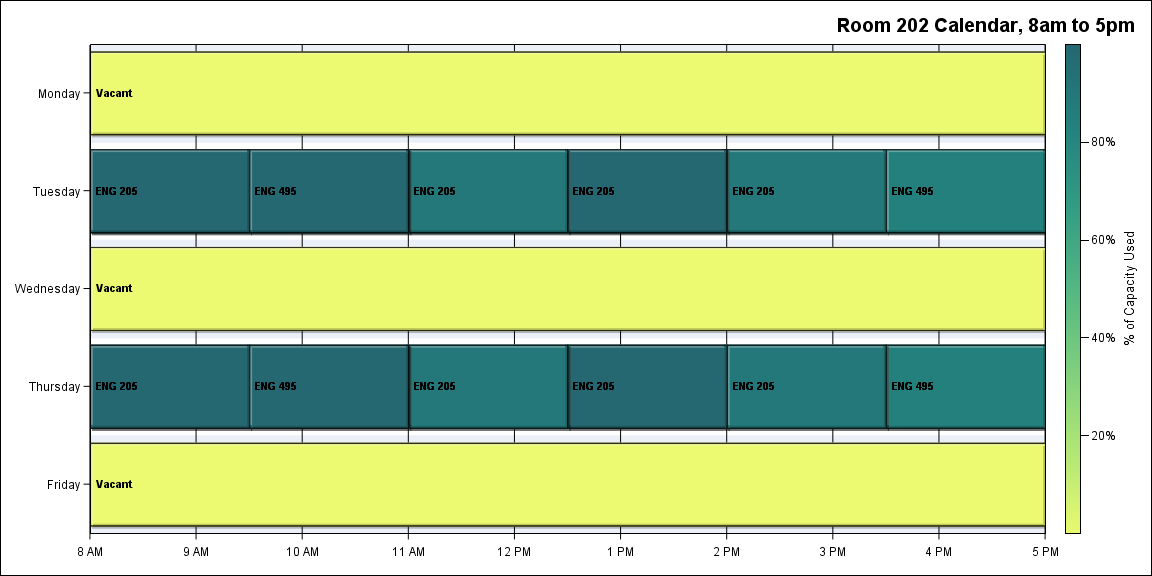 Room 202 Calendar, 8am to 5pm
Monday
Vacant
Tuesday
ENG 205 ENG 495 ENG 205 ENG 205 ENG 205 ENG 495
Wednesday
Vacant
Thursday
ENG 205 ENG 495 ENG 205 ENG 205 ENG 205 ENG 495
Friday
Vacant
8 AM 9 AM 10 AM 11 AM 12 PM 1 PM 2 PM 3 PM 4 PM 5 PM
80%
60%
40%
20%
% of Capacity Used